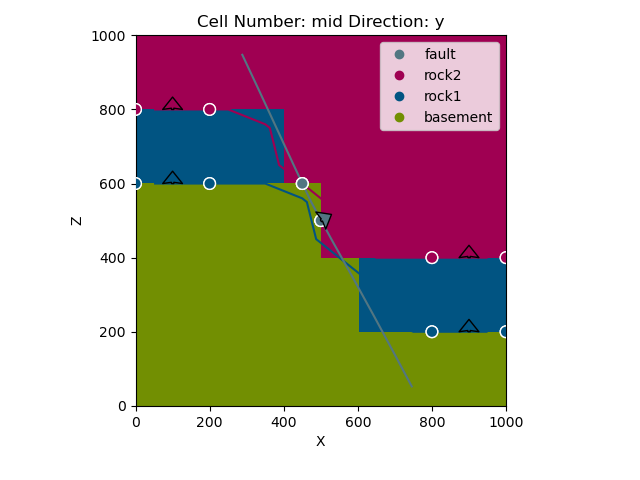 Cell Number: mid Direction: y
fault
rock2
rock1
basement
1000
800
600
400
200
0
Z
0 200 400 600 800 1000
X